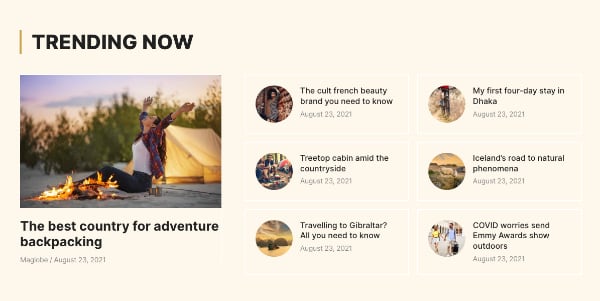 TRENDING NOW
The best country for adventure
backpacking
Maglobe / August 23, 2021
The cult french beauty
brand you need to know
August 23, 2021
My first four-day stay in
Dhaka
August 23, 2021
Treetop cabin amid the
countryside
August 23, 2021
Iceland's road to natural
phenomena
August 23, 2021
Travelling to Gibraltar?
All you need to know
August 23, 2021
COVID worries send
Emmy Awards show
outdoors
August 23, 2021